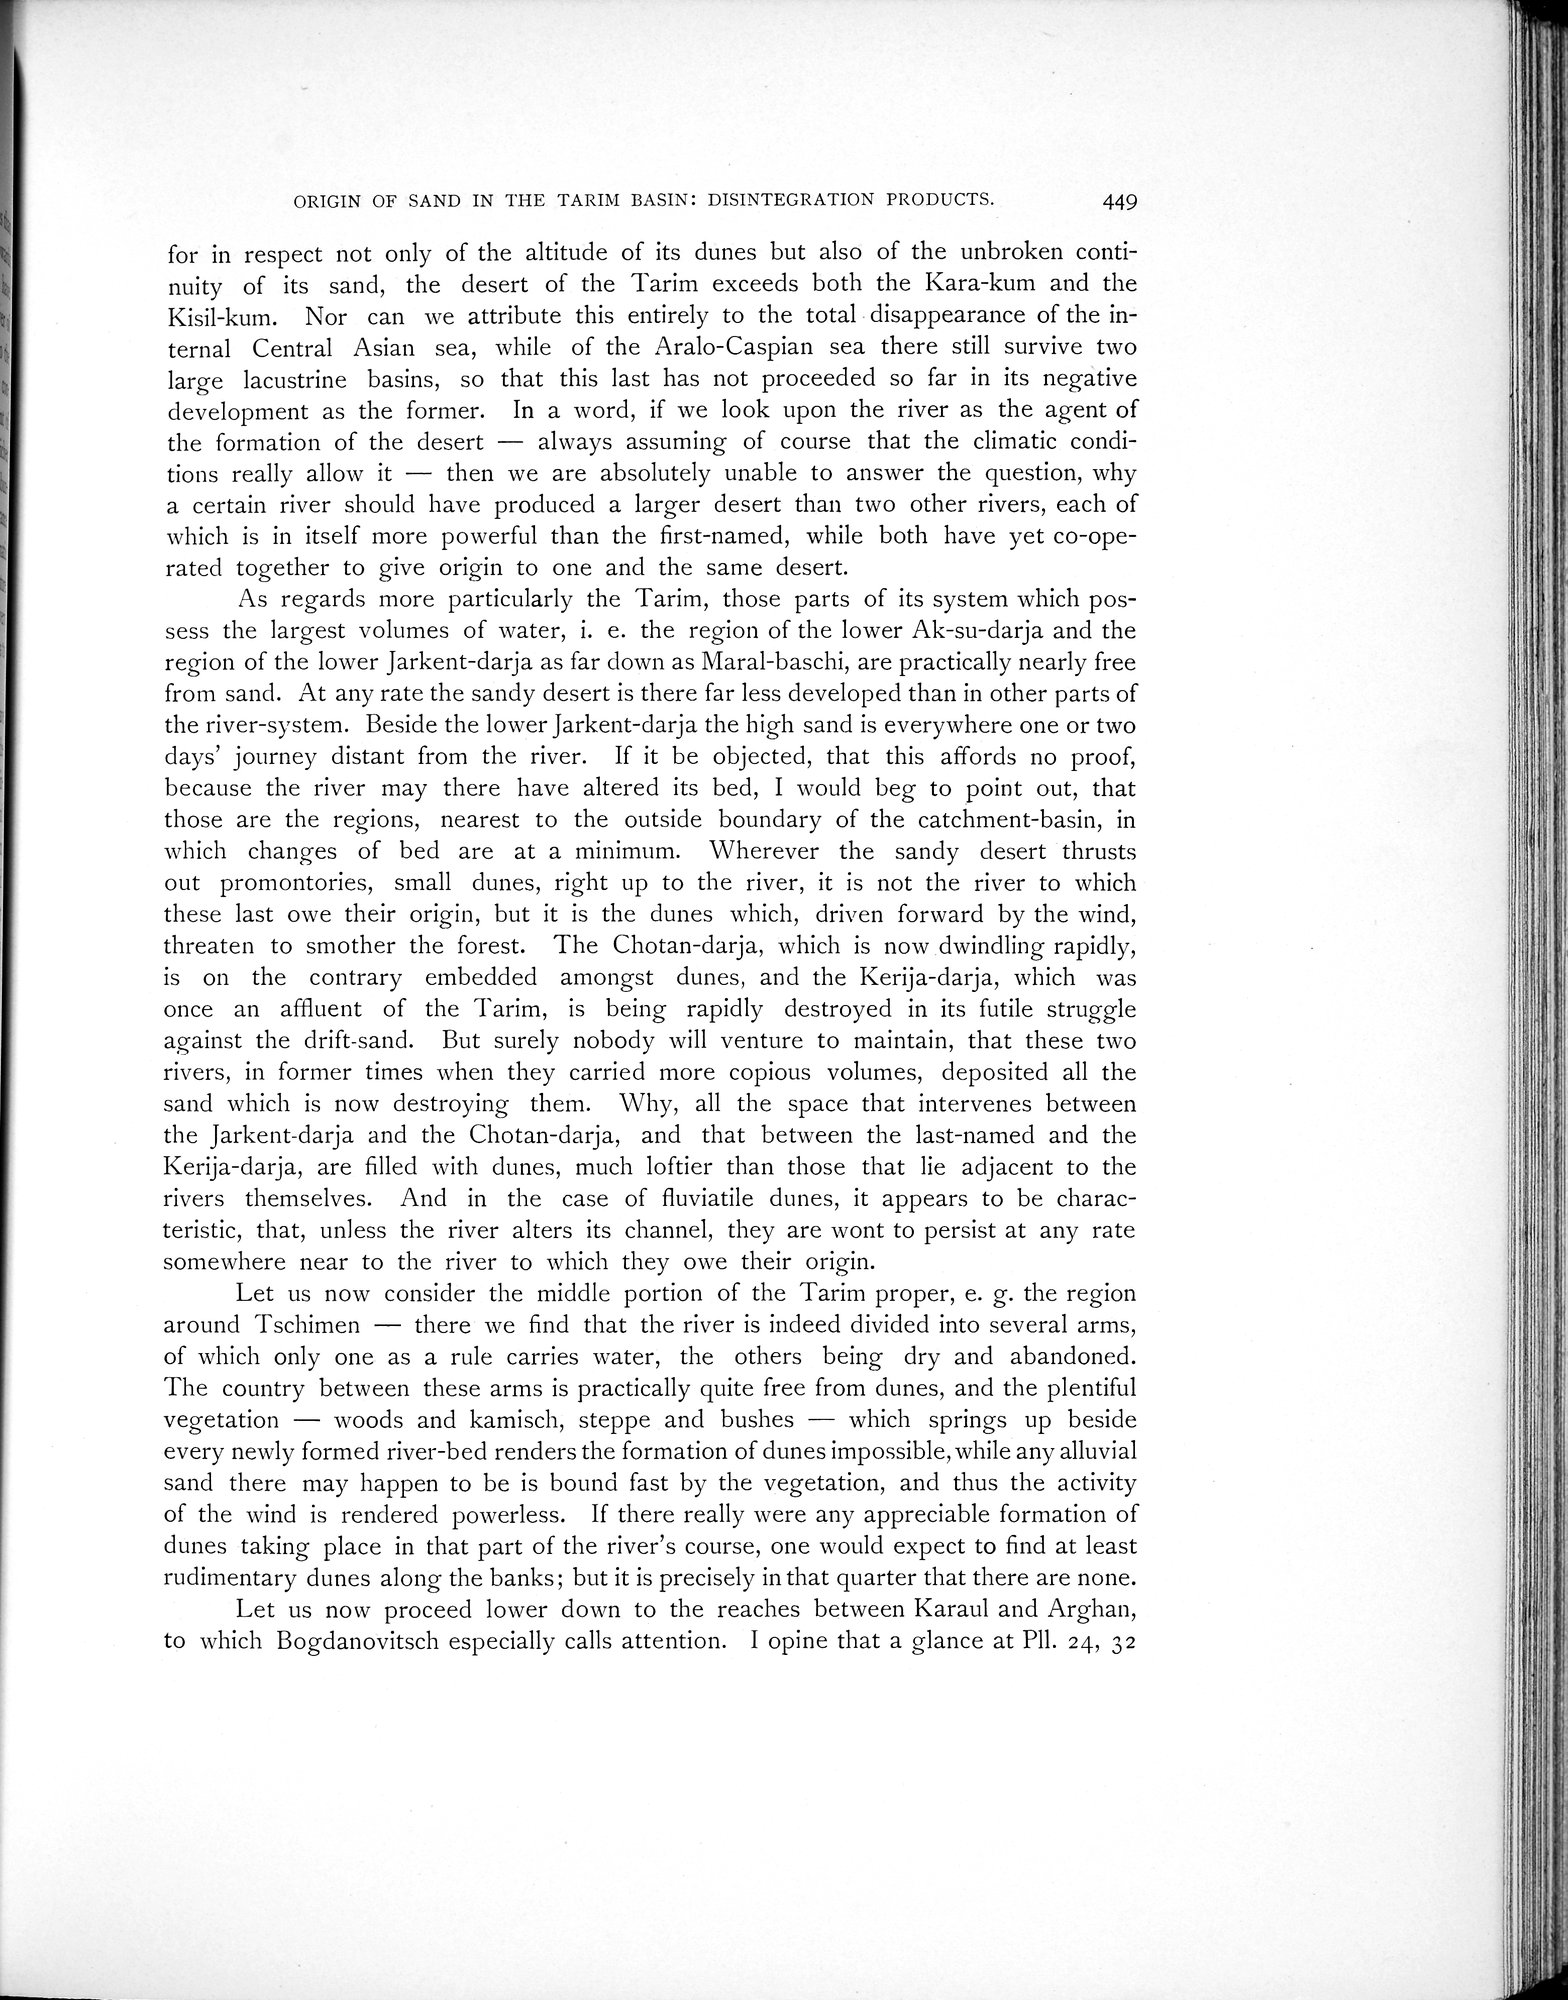 ORIGIN OF SAND IN THE TARIM BASIN: DISINTEGRATION PRODUCTS. 449
for in respect not only of the altitude of its dunes but also of the unbroken conti-
nuity of its sand, the desert of the Tarim exceeds both the Kara-kum and the
Kisil-kum. Nor can we attribute this entirely to the total disappearance of the in-
ternal Central Asian sea, while of the Aralo-Caspian sea there still survive two
large lacustrine basins, so that this last has not proceeded so far in its negative
development as the former. In a word, if we look upon the river as the agent of
the formation of the desert — always assuming of course that the climatic condi-
tions really allow it — then we are absolutely unable to answer the question, why
a certain river should have produced a larger desert than two other rivers, each of
which is in itself more powerful than the first-named, while both have yet co-ope-
rated together to give origin to one and the same desert.
As regards more particularly the Tarim, those parts of its system which pos-
sess the largest volumes of water, i. e. the region of the lower Ak-su-darja and the
region of the lower Jarkent-darja as far down as Maral-baschi, are practically nearly free
from sand. At any rate the sandy desert is there far less developed than in other parts of
the river-system. Beside the lower Jarkent-darja the high sand is everywhere one or two
days’ journey distant from the river. If it be objected, that this affords no proof,
because the river may there have altered its bed, I would beg to point out, that
those are the regions, nearest to the outside boundary of the catchment-basin, in
which changes of bed are at a minimum. Wherever the sandy desert thrusts
out promontories, small dunes, right up to the river, it is not the river to which
these last owe their origin, but it is the dunes which, driven forward by the wind,
threaten to smother the forest. The Chotan-darja, which is now dwindling rapidly,
is on the contrary embedded amongst dunes, and the Kerija-darja, which was
once an affluent of the Tarim, is being rapidly destroyed in its futile struggle
against the drift-sand. But surely nobody will venture to maintain, that these two
rivers, in former times when they carried more copious volumes, deposited all the
sand which is now destroying them. Why, all the space that intervenes between
the Jarkent-darja and the Chotan-darja, and that between the last-named and the
Kerija-darja, are filled with dunes, much loftier than those that lie adjacent to the
rivers themselves. And in the case of fluviatile dunes, it appears to be charac-
teristic, that, unless the river alters its channel, they are wont to persist at any rate
somewhere near to the river to which they owe their origin.
Let us now consider the middle portion of the Tarim proper, e. g. the region
around Tschimen — there we find that the river is indeed divided into several arms,
of which only one as a rule carries water, the others being dry and abandoned.
The country between these arms is practically quite free from dunes, and the plentiful
vegetation — woods and kamisch, steppe and bushes — which springs up beside
every newly formed river-bed renders the formation of dunes impossible, while any alluvial
sand there may happen to be is bound fast by the vegetation, and thus the activity
of the wind is rendered powerless. If there really were any appreciable formation of
dunes taking place in that part of the river’s course, one would expect to find at least
rudimentary dunes along the banks; but it is precisely in that quarter that there are none.
Let us now proceed lower down to the reaches between Karaul and Arghan,
to which Bogdanovitsch especially calls attention. I opine that a glance at Pll. 24, 32